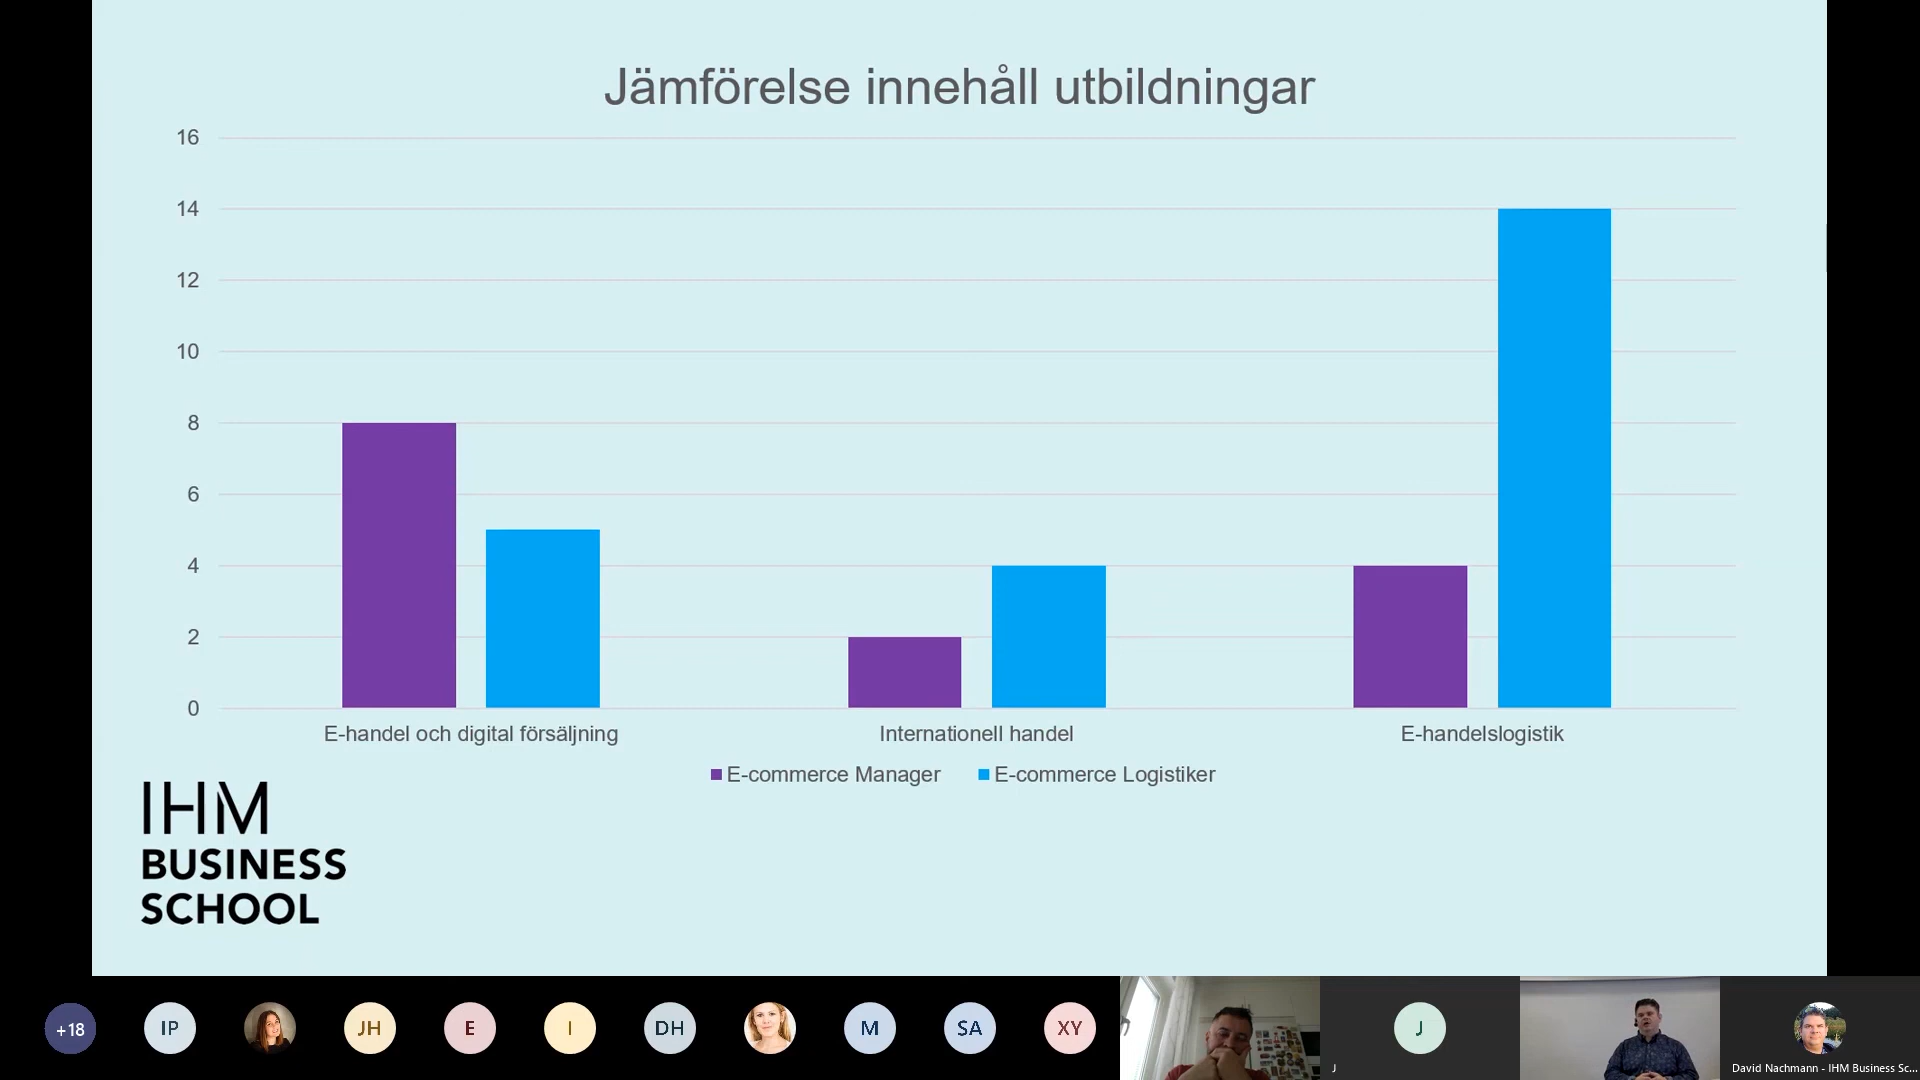 Jämförelse innehåll utbildningar
16
14
12
10
8
6
4
2
0
E-handel och digital försäljning
Internationell handel
E-handelslogistik
E-commerce Manager
E-commerce Logistiker
IHM
BUSINESS
SCHOOL
+18
IP
JH
E
I
DH
M
SA
XY
J
J
David Nachmann - IHM Business Sc...